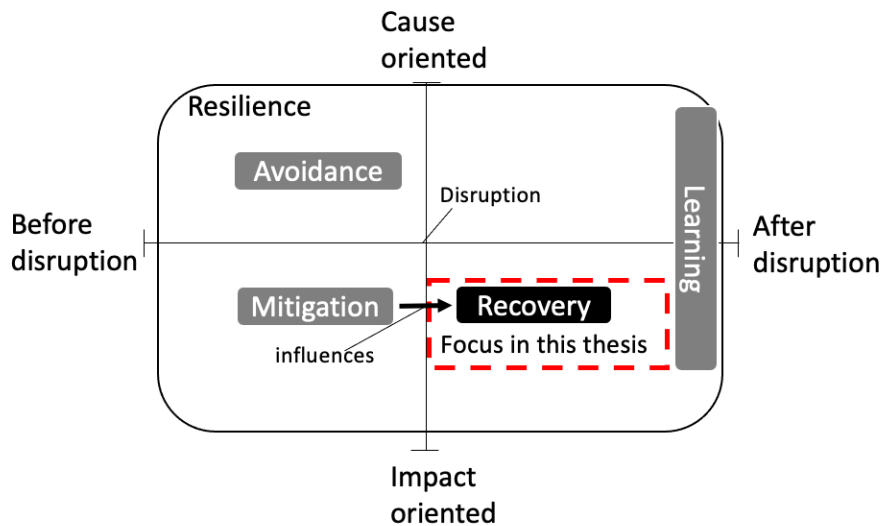 Cause
oriented
Resilience
Avoidance
Disruption
Learning
Before
disruption
After
disruption
Mitigation
Recovery
influences
Focus in this thesis
Impact
oriented